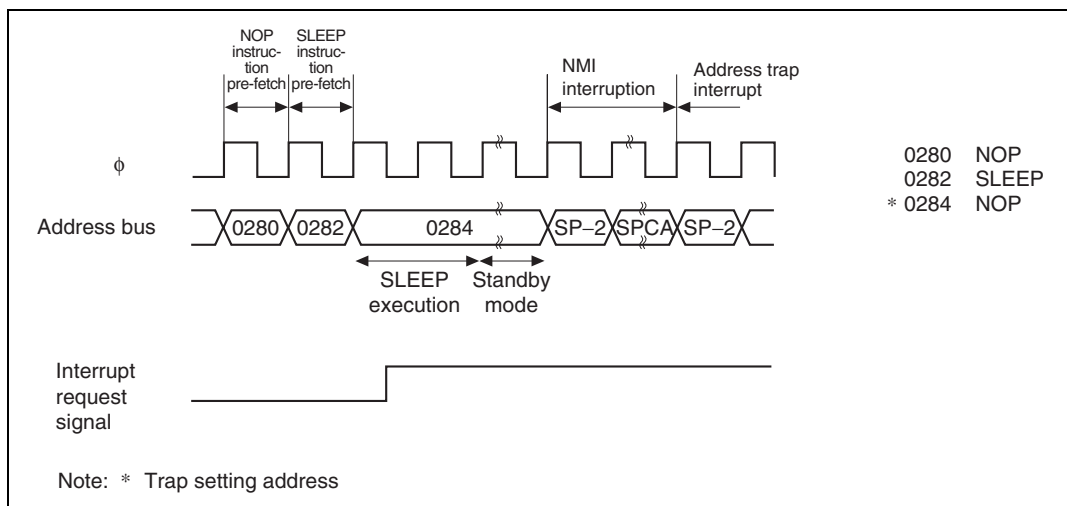 NOP
instruc-
tion
pre-fetch
SLEEP
instruc-
tion
pre-fetch
NMI
interruption
Address trap
interrupt
ϕ
0280 NOP
0282 SLEEP
* 0284 NOP
Address bus
0280
0282
0284
SP–2
SPCA
SP–2
SLEEP
execution
Standby
mode
Interrupt
request
signal
Note: * Trap setting address